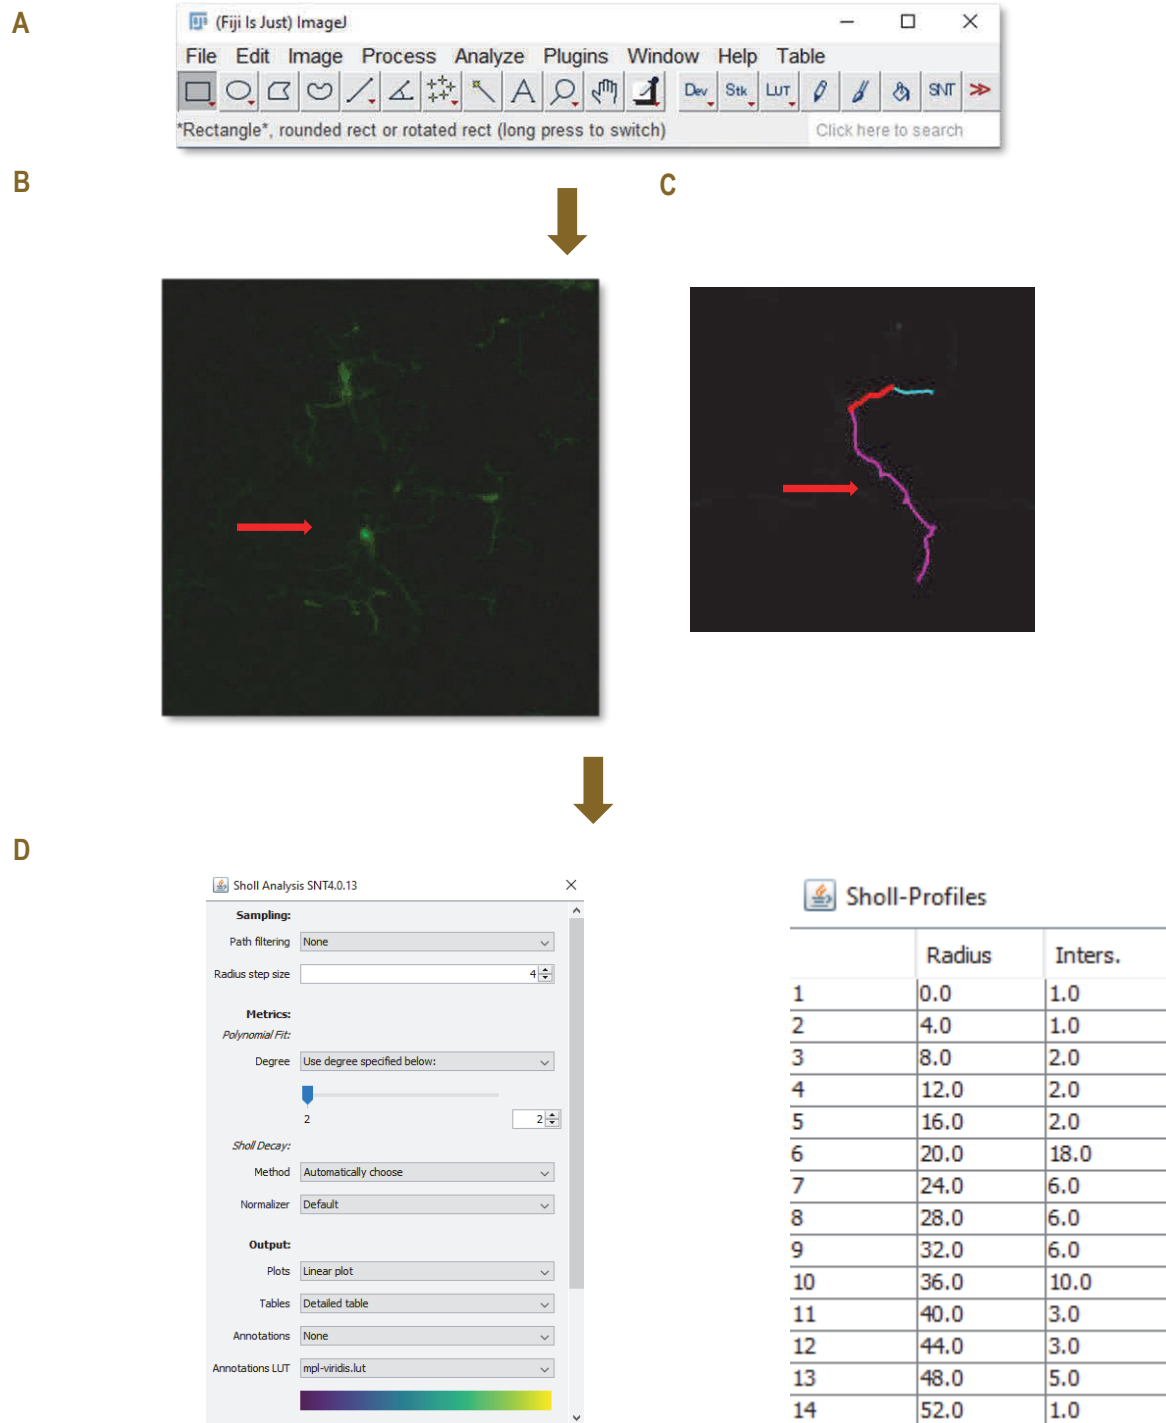 A
(Fiji Is Just) ImageJ
File Edit Image Process Analyze Plugins Window Help Table
A Dev Stk LUT SNT >>
*Rectangle*, rounded rect or rotated rect (long press to switch) Click here to search
B
C
D
Sholl Analysis SNT4.0.13
Sampling:
Path filtering None
Radius step size 4
Metrics:
Polynomial Fit:
Degree Use degree specified below:
2 2
Sholl Decay:
Method Automatically choose
Normalizer Default
Output:
Plots Linear plot
Tables Detailed table
Annotations None
Annotations LUT mpl-viridis.lut
Sholl-Profiles
Radius Inters.
1 0.0 1.0
2 4.0 1.0
3 8.0 2.0
4 12.0 2.0
5 16.0 2.0
6 20.0 18.0
7 24.0 6.0
8 28.0 6.0
9 32.0 6.0
10 36.0 10.0
11 40.0 3.0
12 44.0 3.0
13 48.0 5.0
14 52.0 1.0